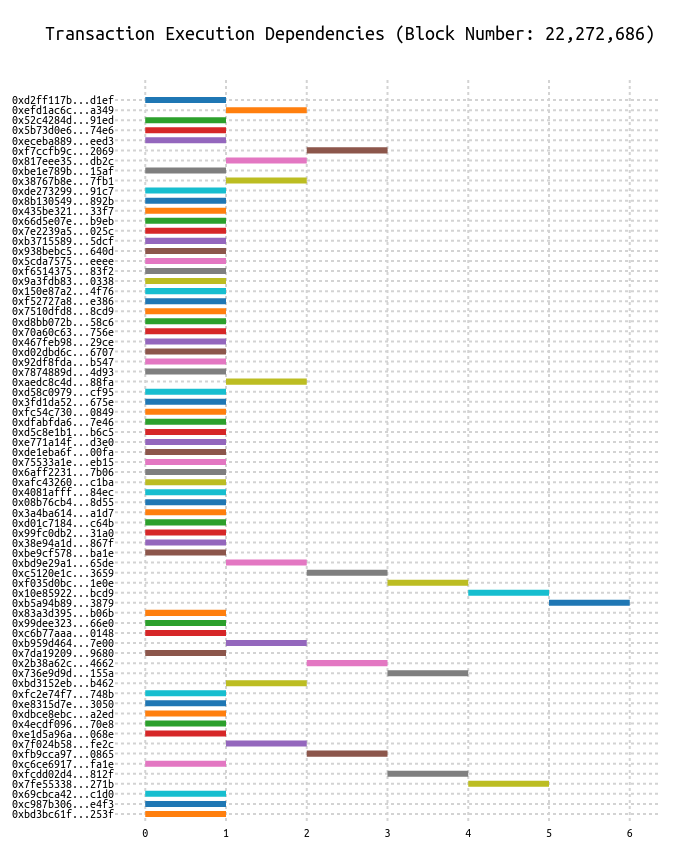 Transaction Execution Dependencies (Block Number: 22,272,686)
0xd2ff117b...d1ef
0xefd1ac6c...a349
0x52c4284d...91ed
0x5b73d0e6...74e6
0xeceba889...eed3
0xf7ccfb9c...2069
0x817eee35...db2c
0xbe1e789b...15af
0x38767b8e...7fb1
0xde273299...91c7
0x8b130549...892b
0x435be321...33f7
0x66d5e07e...b9eb
0x7e2239a5...025c
0xb3715589...5dcf
0x938bebc5...640d
0x5cda7575...eeee
0xf6514375...83f2
0x9a3fdb83...0338
0x150e87a2...4f76
0xf52727a8...e386
0x7510dfd8...8cd9
0xd8bb072b...58c6
0x70a60c63...756e
0x467feb98...29ce
0xd02dbd6c...6707
0x92df8fda...b547
0x7874889d...4d93
0xaedc8c4d...88fa
0xd58c0979...cf95
0x3fd1da52...675e
0xfc54c730...0849
0xdfabfda6...7e46
0xd5c8e1b1...b6c5
0xe771a14f...d3e0
0xde1eba6f...00fa
0x75533a1e...eb15
0x6aff2231...7b06
0xafc43260...c1ba
0x4081afff...84ec
0x08b76cb4...8d55
0x3a4ba614...a1d7
0xd01c7184...c64b
0x99fc0db2...31a0
0x38e94a1d...867f
0xbe9cf578...ba1e
0xbd9e29a1...65de
0xc5120e1c...3659
0xf035d0bc...1e0e
0x10e85922...bcd9
0xb5a94b89...3879
0x83a3d395...b06b
0x99dee323...66e0
0xc6b77aaa...0148
0xb959d464...7e00
0x7da19209...9680
0x2b38a62c...4662
0x736e9d9d...155a
0xbd3152eb...b462
0xfc2e74f7...748b
0xe8315d7e...3050
0xdbce8ebc...a2ed
0x4ecdf096...70e8
0xe1d5a96a...068e
0x7f024b58...fe2c
0xfb9cca97...0865
0xc6ce6917...fa1e
0xfcdd02d4...812f
0x7fe55338...271b
0x69cbca42...c1d0
0xc987b306...e4f3
0xbd3bc61f...253f
0 1 2 3 4 5 6